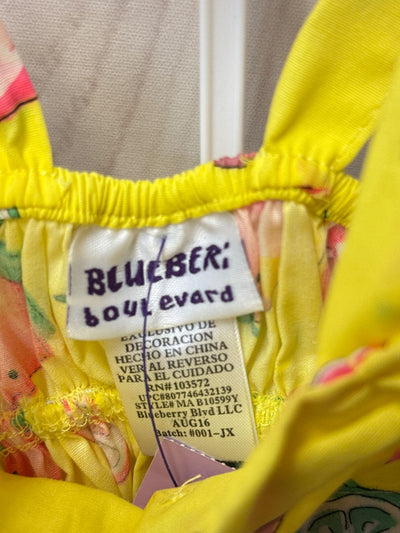 BLUEBERi
boulevard
EXCLUSIVO DE
DECORACION
HECHO EN CHINA
VER AL REVERSO
PARA EL CUIDADO
RN# 103572
UPC#807746432139
STYLE# MA B10599Y
Blueberry Blvd LLC
AUG16
Batch: #001-JX